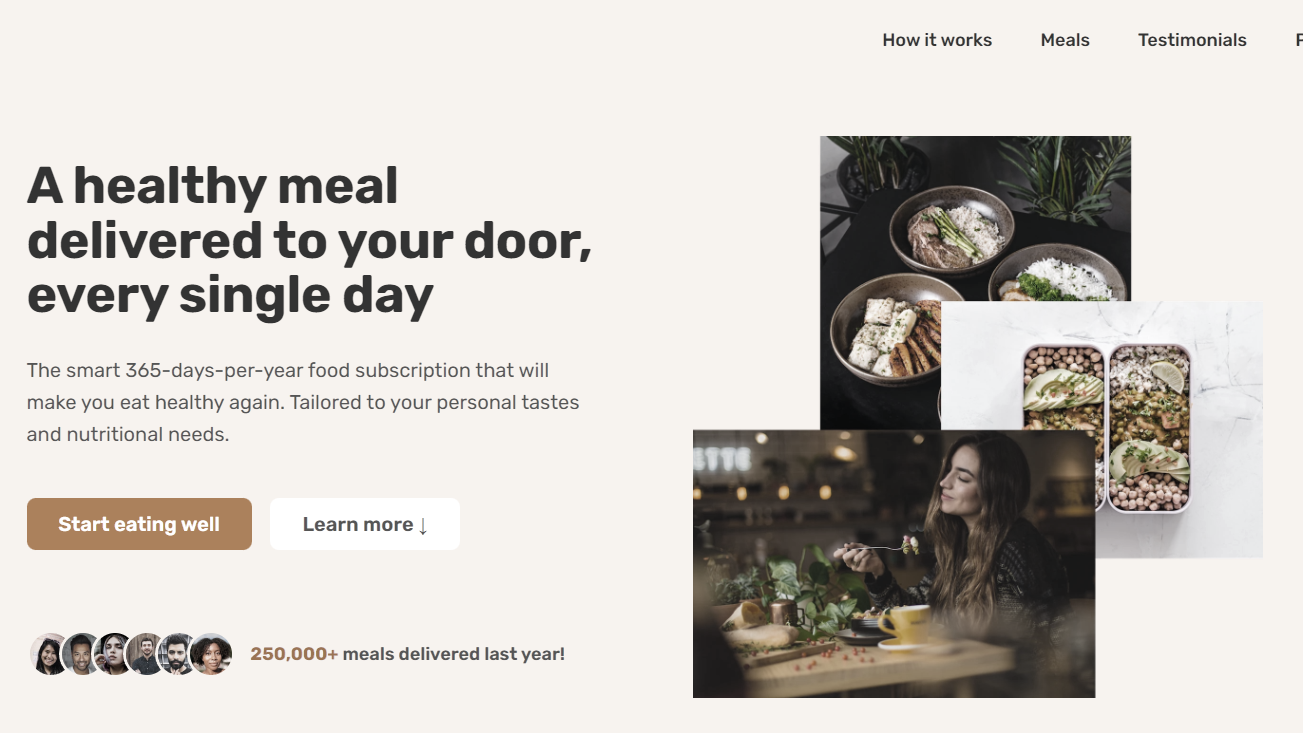 How it works Meals Testimonials
A healthy meal
delivered to your door,
every single day
The smart 365-days-per-year food subscription that will
make you eat healthy again. Tailored to your personal tastes
and nutritional needs.
Start eating well Learn more ↓
250,000+ meals delivered last year!